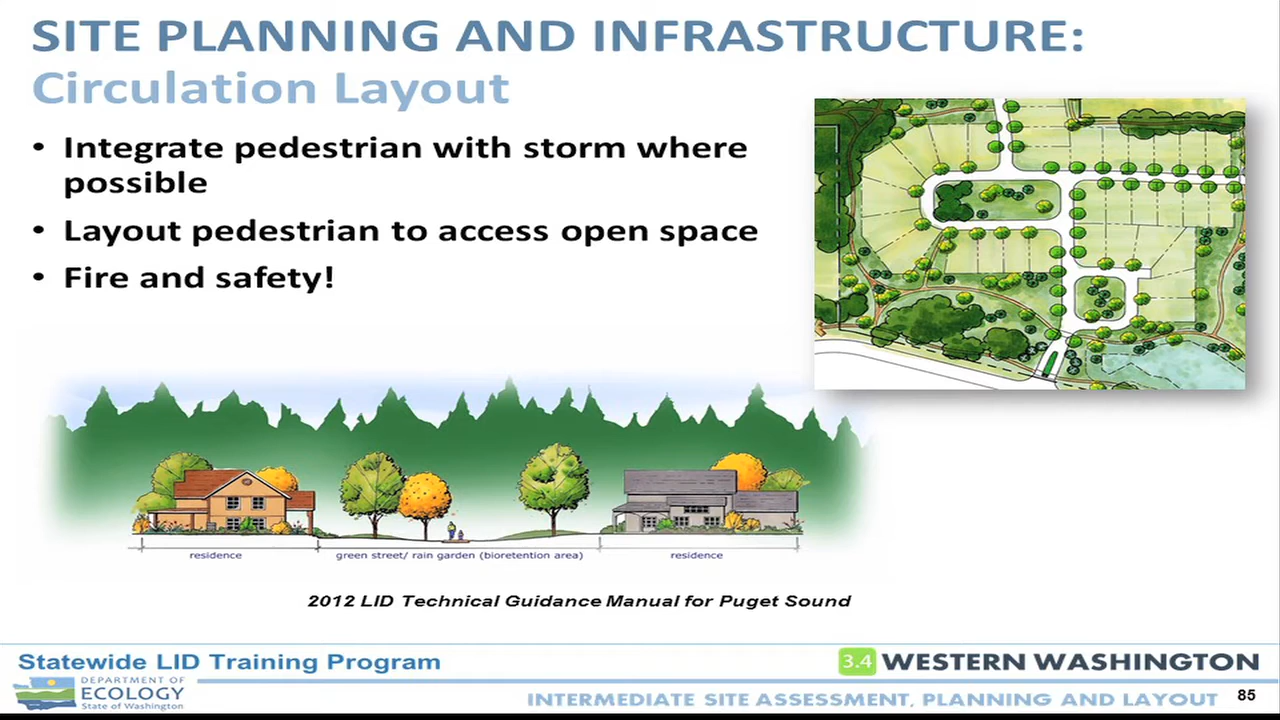 SITE PLANNING AND INFRASTRUCTURE:
Circulation Layout
• Integrate pedestrian with storm where
possible
• Layout pedestrian to access open space
• Fire and safety!
residence
green street/ rain garden (bioretention area)
residence
2012 LID Technical Guidance Manual for Puget Sound
Statewide LID Training Program
3.4 WESTERN WASHINGTON
DEPARTMENT OF
ECOLOGY
State of Washington
INTERMEDIATE SITE ASSESSMENT, PLANNING AND LAYOUT
85